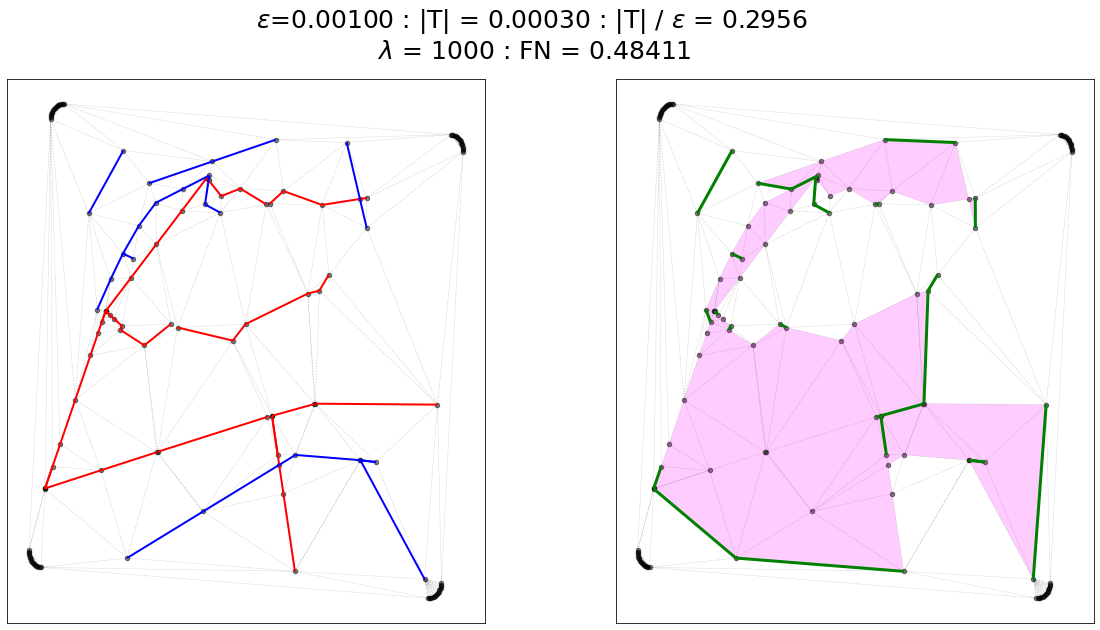 ε=0.00100 : |T| = 0.00030 : |T| / ε = 0.2956
λ = 1000 : FN = 0.48411